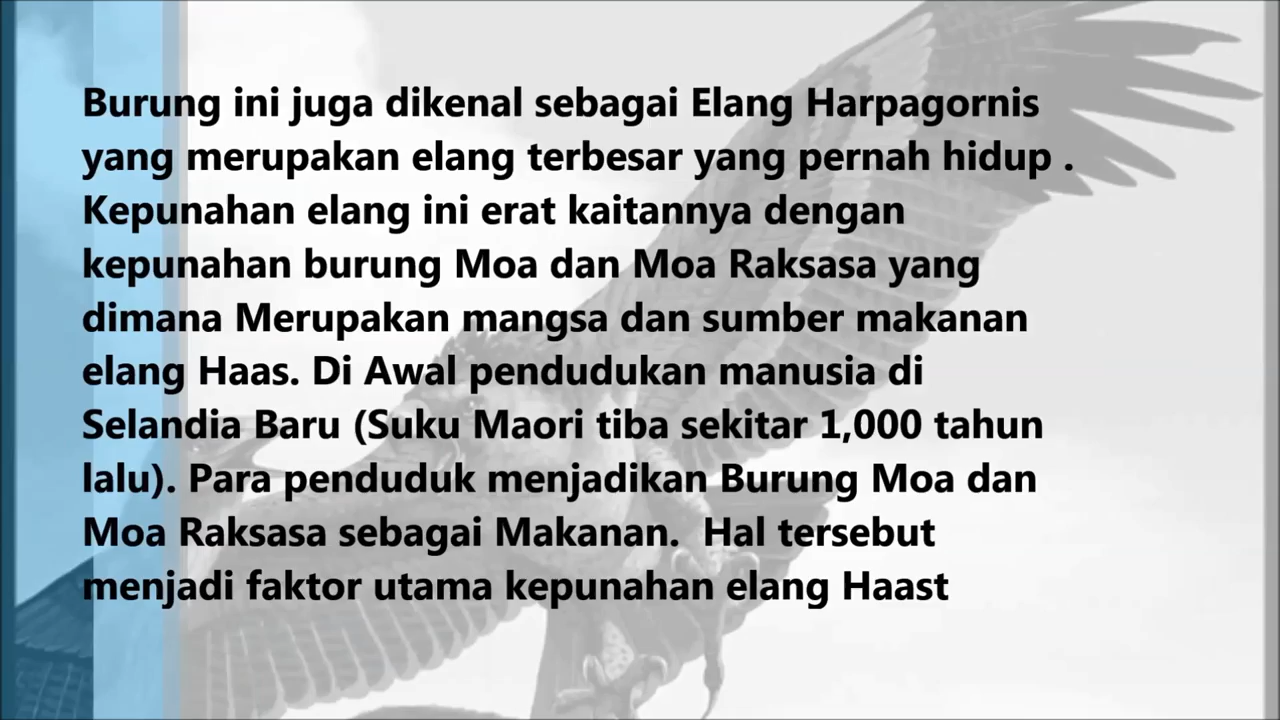 Burung ini juga dikenal sebagai Elang Harpagornis
yang merupakan elang terbesar yang pernah hidup .
Kepunahan elang ini erat kaitannya dengan
kepunahan burung Moa dan Moa Raksasa yang
dimana Merupakan mangsa dan sumber makanan
elang Haas. Di Awal pendudukan manusia di
Selandia Baru (Suku Maori tiba sekitar 1,000 tahun
lalu). Para penduduk menjadikan Burung Moa dan
Moa Raksasa sebagai Makanan.  Hal tersebut
menjadi faktor utama kepunahan elang Haast